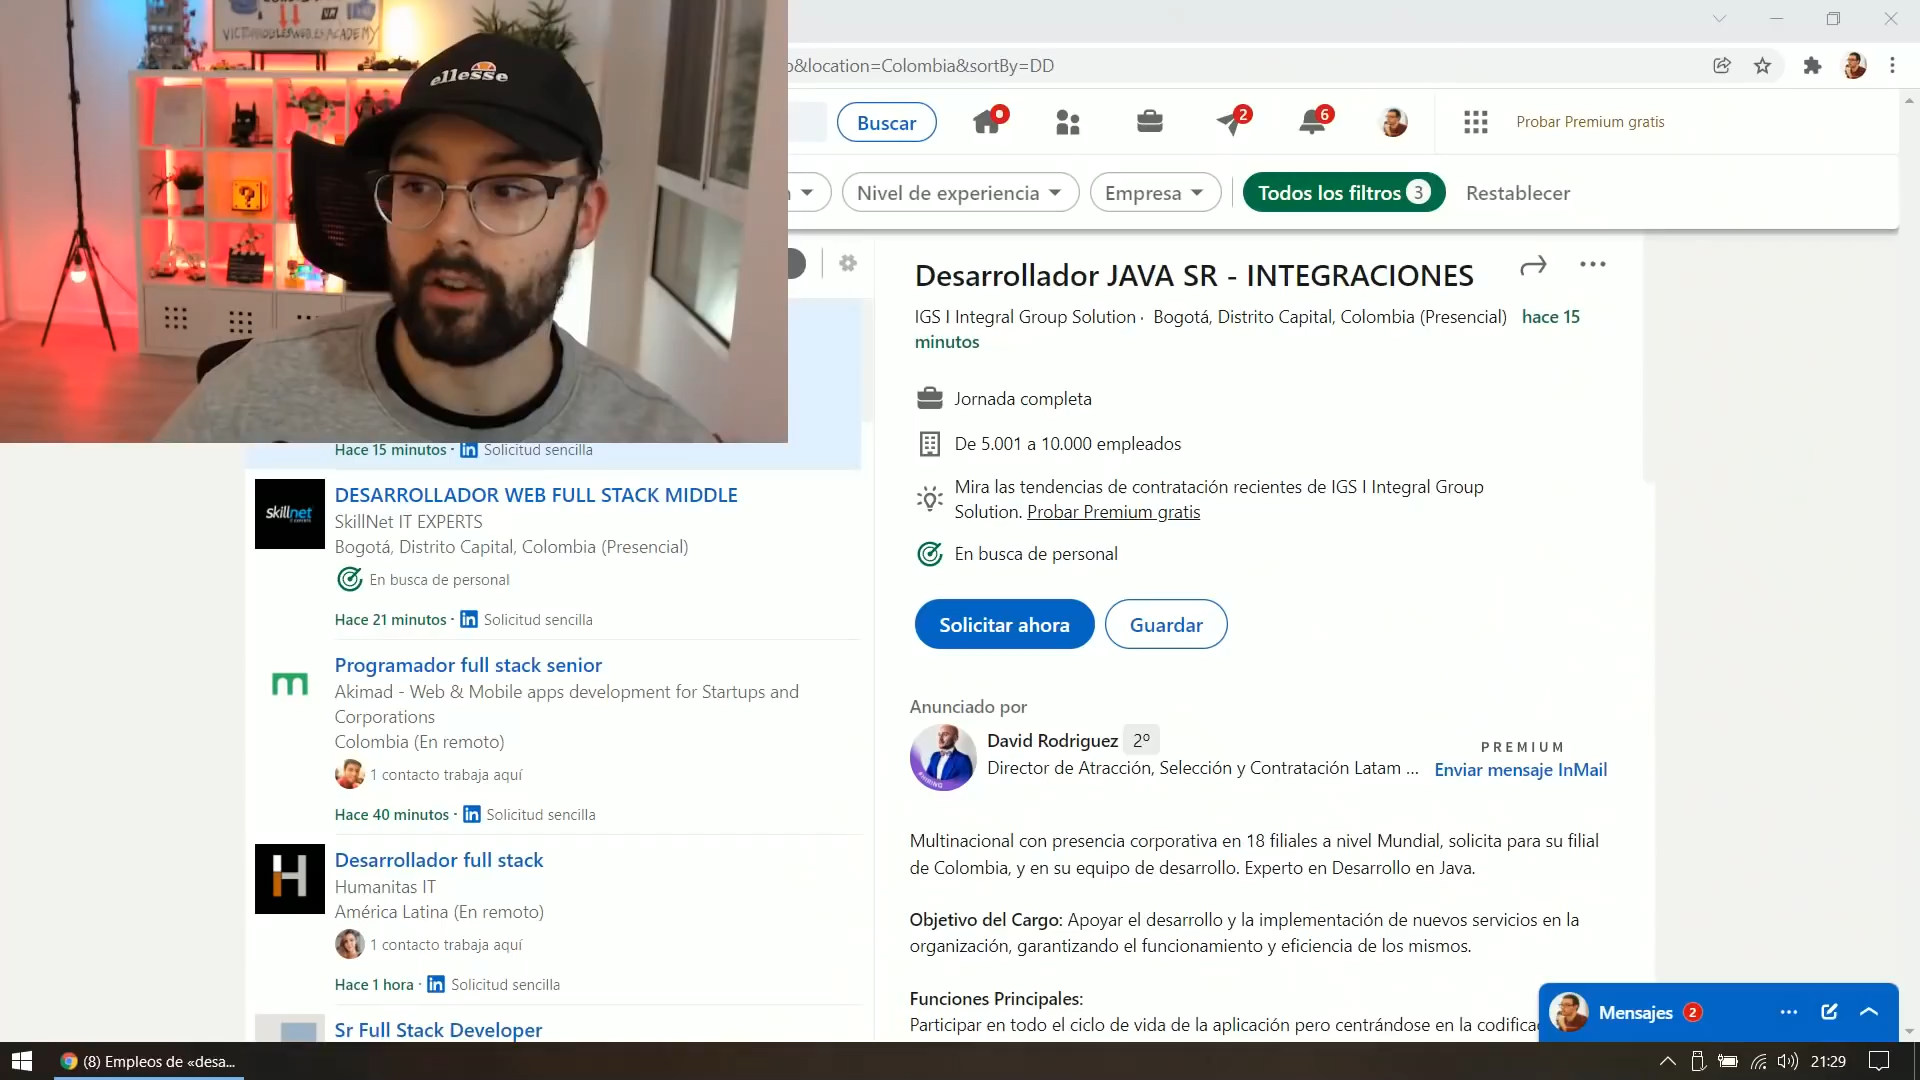 VICTORROBLESWEB.ES/ACADEMY
ellesse
o&location=Colombia&sortBy=DD
Buscar
2
6
Probar Premium gratis
Nivel de experiencia
Empresa
Todos los filtros 3
Restablecer
Desarrollador JAVA SR - INTEGRACIONES
IGS I Integral Group Solution · Bogotá, Distrito Capital, Colombia (Presencial) hace 15
minutos
Jornada completa
De 5.001 a 10.000 empleados
Mira las tendencias de contratación recientes de IGS I Integral Group
Solution. Probar Premium gratis
En busca de personal
Solicitar ahora
Guardar
Anunciado por
David Rodriguez 2º
Director de Atracción, Selección y Contratación Latam ...
PREMIUM
Enviar mensaje InMail
Multinacional con presencia corporativa en 18 filiales a nivel Mundial, solicita para su filial
de Colombia, y en su equipo de desarrollo. Experto en Desarrollo en Java.
Objetivo del Cargo: Apoyar el desarrollo y la implementación de nuevos servicios en la
organización, garantizando el funcionamiento y eficiencia de los mismos.
Funciones Principales:
Participar en todo el ciclo de vida de la aplicación pero centrándose en la codifica
Hace 15 minutos · in Solicitud sencilla
skillnet
IT EXPERTS
DESARROLLADOR WEB FULL STACK MIDDLE
SkillNet IT EXPERTS
Bogotá, Distrito Capital, Colombia (Presencial)
En busca de personal
Hace 21 minutos · in Solicitud sencilla
Programador full stack senior
Akimad - Web & Mobile apps development for Startups and
Corporations
Colombia (En remoto)
1 contacto trabaja aquí
Hace 40 minutos · in Solicitud sencilla
Desarrollador full stack
Humanitas IT
América Latina (En remoto)
1 contacto trabaja aquí
Hace 1 hora · in Solicitud sencilla
Sr Full Stack Developer
Mensajes 2
(8) Empleos de «desa...
21:29